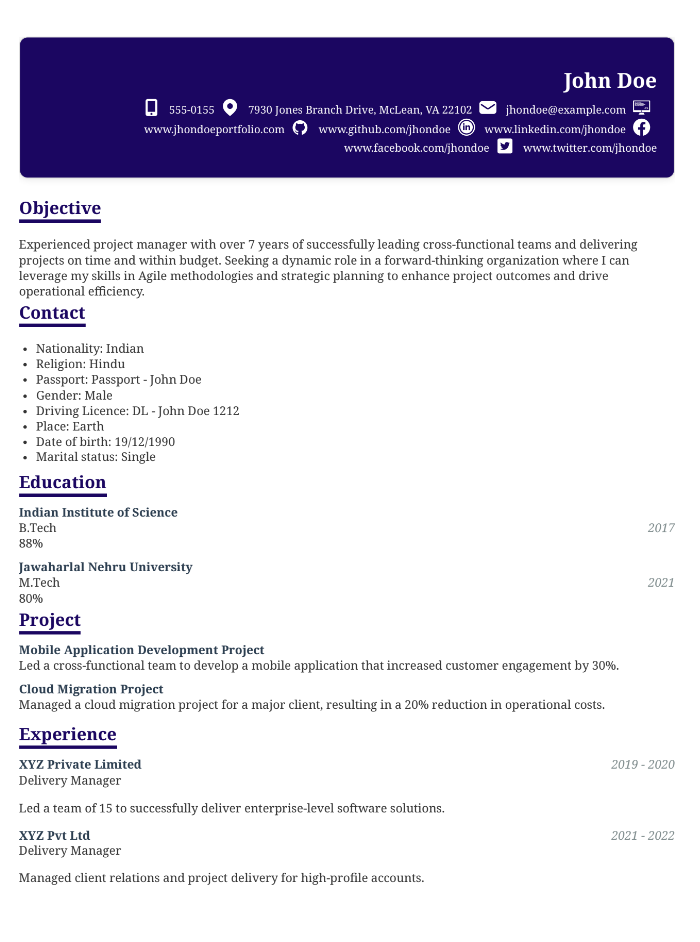 John Doe
555-0155 7930 Jones Branch Drive, McLean, VA 22102 jhondoe@example.com
www.jhondoeportfolio.com www.github.com/jhondoe www.linkedin.com/jhondoe
www.facebook.com/jhondoe www.twitter.com/jhondoe
Objective
Experienced project manager with over 7 years of successfully leading cross-functional teams and delivering
projects on time and within budget. Seeking a dynamic role in a forward-thinking organization where I can
leverage my skills in Agile methodologies and strategic planning to enhance project outcomes and drive
operational efficiency.
Contact
• Nationality: Indian
• Religion: Hindu
• Passport: Passport - John Doe
• Gender: Male
• Driving Licence: DL - John Doe 1212
• Place: Earth
• Date of birth: 19/12/1990
• Marital status: Single
Education
Indian Institute of Science
B.Tech 2017
88%
Jawaharlal Nehru University
M.Tech 2021
80%
Project
Mobile Application Development Project
Led a cross-functional team to develop a mobile application that increased customer engagement by 30%.
Cloud Migration Project
Managed a cloud migration project for a major client, resulting in a 20% reduction in operational costs.
Experience
XYZ Private Limited 2019 - 2020
Delivery Manager
Led a team of 15 to successfully deliver enterprise-level software solutions.
XYZ Pvt Ltd 2021 - 2022
Delivery Manager
Managed client relations and project delivery for high-profile accounts.